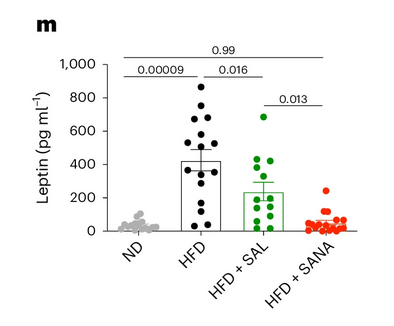 m
0.99
0.00009 0.016
0.013
Leptin (pg ml⁻¹)
1,000
800
600
400
200
0
ND
HFD
HFD + SAL
HFD + SANA